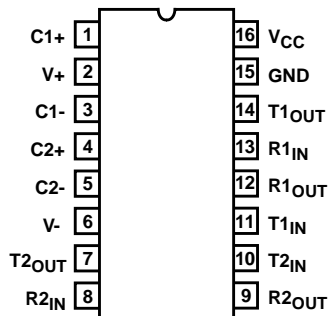 C1+ 1 16 VCC
V+ 2 15 GND
C1- 3 14 T1OUT
C2+ 4 13 R1IN
C2- 5 12 R1OUT
V- 6 11 T1IN
T2OUT 7 10 T2IN
R2IN 8 9 R2OUT